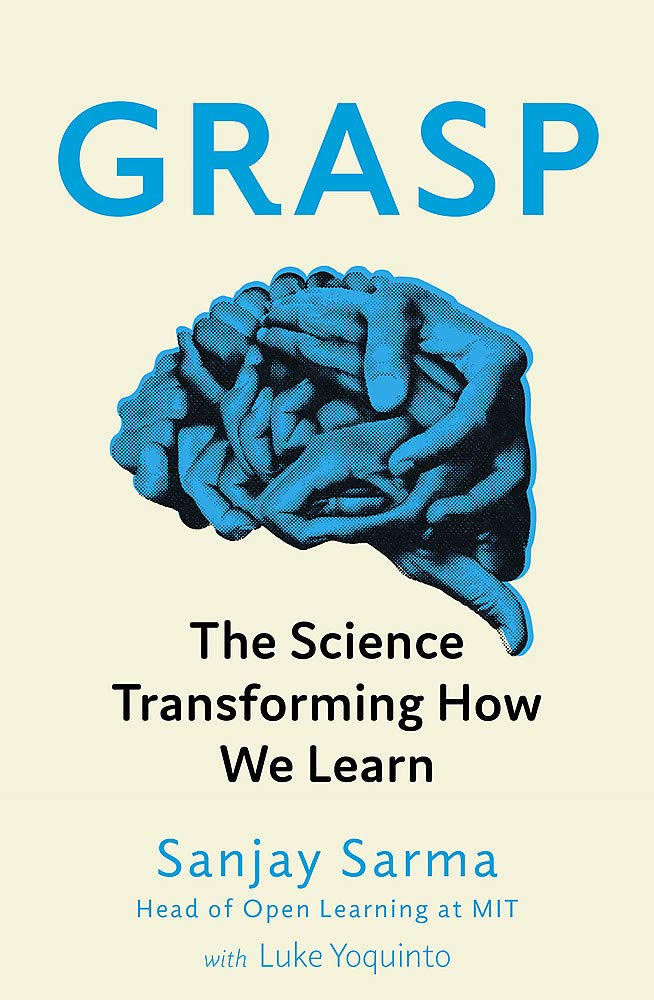 GRASP
The Science
Transforming How
We Learn
Sanjay Sarma
Head of Open Learning at MIT
with Luke Yoquinto